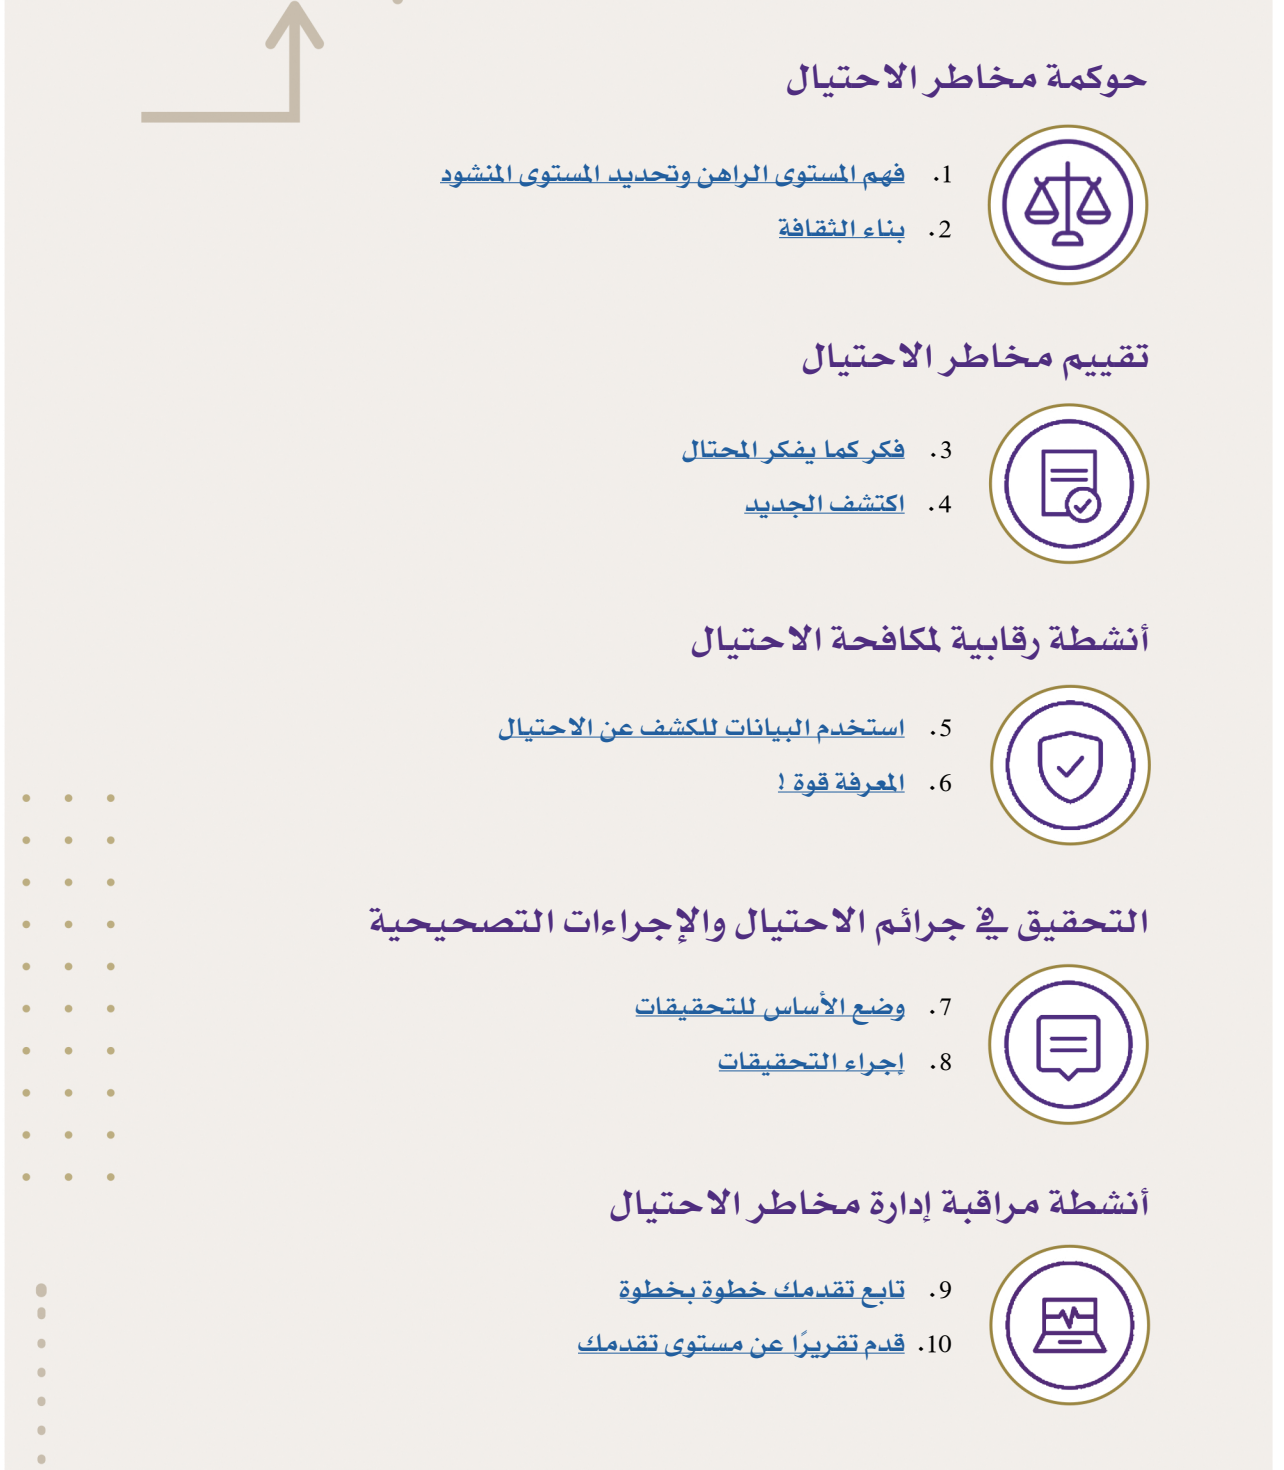 حوكمة مخاطر الاحتيال
1. فهم المستوى الراهن وتحديد المستوى المنشود
2. بناء الثقافة
تقييم مخاطر الاحتيال
3. فكر كما يفكر المحتال
4. اكتشف الجديد
أنشطة رقابية لمكافحة الاحتيال
5. استخدم البيانات للكشف عن الاحتيال
6. المعرفة قوة !
التحقيق في جرائم الاحتيال والإجراءات التصحيحية
7. وضع الأساس للتحقيقات
8. إجراء التحقيقات
أنشطة مراقبة إدارة مخاطر الاحتيال
9. تابع تقدمك خطوة بخطوة
10. قدم تقريرًا عن مستوى تقدمك